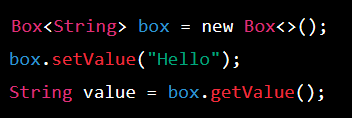 Box<String> box = new Box<>();
box.setValue("Hello");
String value = box.getValue();